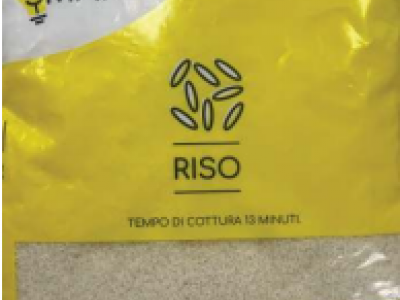 RISO
TEMPO DI COTTURA 13 MINUTI.